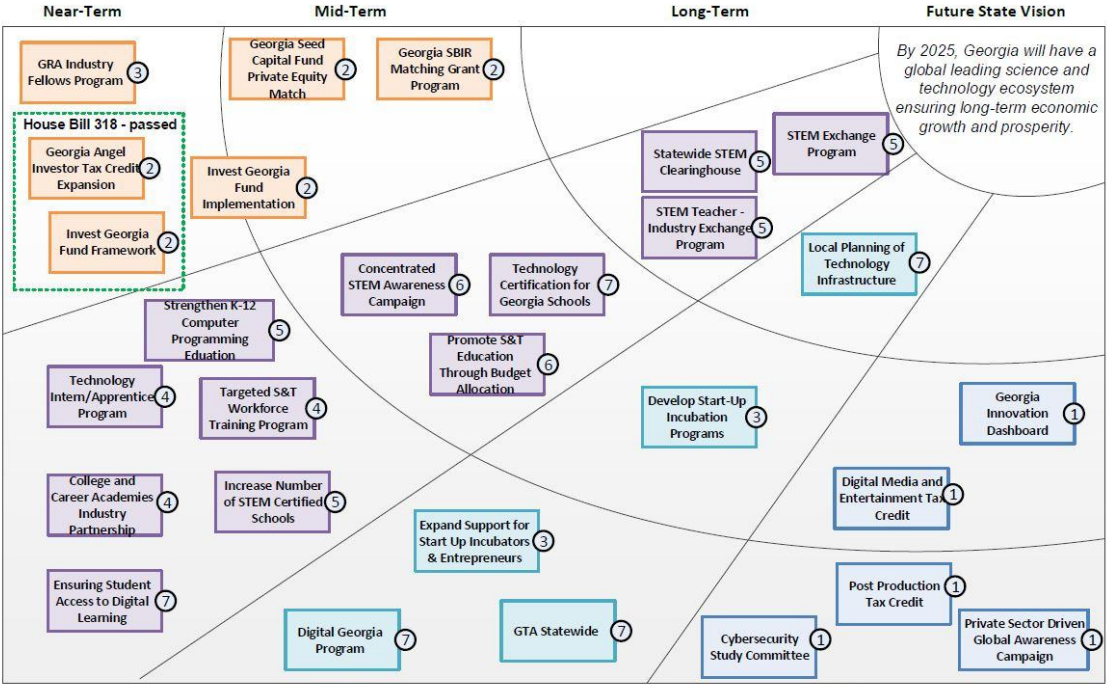 Near-Term
Mid-Term
Long-Term
Future State Vision
By 2025, Georgia will have a
global leading science and
technology ecosystem
ensuring long-term economic
growth and prosperity.
GRA Industry
Fellows Program
3
Georgia Seed
Capital Fund
Private Equity
Match
2
Georgia SBIR
Matching Grant
Program
2
House Bill 318 - passed
Georgia Angel
Investor Tax Credit
Expansion
2
Invest Georgia
Fund Framework
2
Invest Georgia
Fund
Implementation
2
Statewide STEM
Clearinghouse
5
STEM Exchange
Program
5
STEM Teacher -
Industry Exchange
Program
5
Concentrated
STEM Awareness
Campaign
6
Technology
Certification for
Georgia Schools
7
Local Planning of
Technology
Infrastructure
7
Strengthen K-12
Computer
Programming
Eduation
5
Promote S&T
Education
Through Budget
Allocation
6
Technology
Intern/Apprentice
Program
4
Targeted S&T
Workforce
Training Program
4
Develop Start-Up
Incubation
Programs
3
Georgia
Innovation
Dashboard
1
College and
Career Academies
Industry
Partnership
4
Increase Number
of STEM Certified
Schools
5
Digital Media and
Entertainment Tax
Credit
1
Expand Support for
Start Up Incubators
& Entrepreneurs
3
Ensuring Student
Access to Digital
Learning
7
Post Production
Tax Credit
1
Digital Georgia
Program
7
GTA Statewide
7
Cybersecurity
Study Committee
1
Private Sector Driven
Global Awareness
Campaign
1